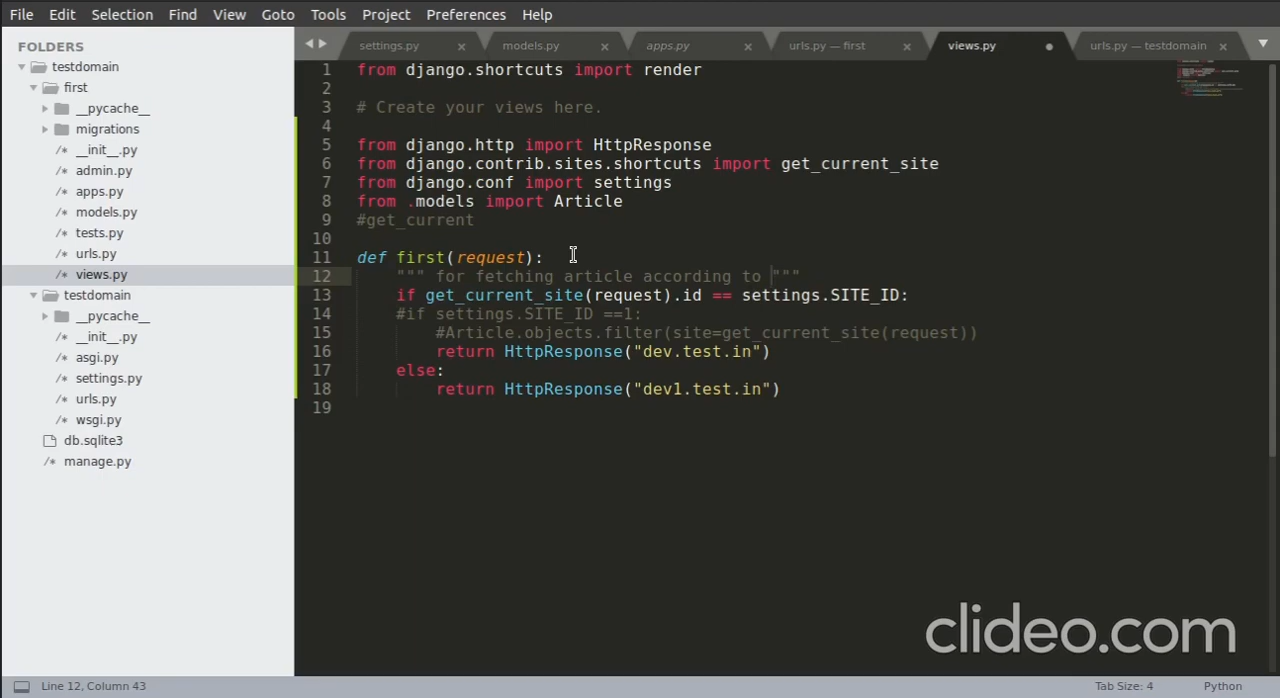 File Edit Selection Find View Goto Tools Project Preferences Help
FOLDERS
testdomain
first
__pycache__
migrations
__init__.py
admin.py
apps.py
models.py
tests.py
urls.py
views.py
testdomain
__pycache__
__init__.py
asgi.py
settings.py
urls.py
wsgi.py
db.sqlite3
manage.py
settings.py models.py apps.py urls.py — first views.py urls.py — testdomain
1 from django.shortcuts import render
2
3 # Create your views here.
4
5 from django.http import HttpResponse
6 from django.contrib.sites.shortcuts import get_current_site
7 from django.conf import settings
8 from .models import Article
9 #get_current
10
11 def first(request):
12 """ for fetching article according to """
13 if get_current_site(request).id == settings.SITE_ID:
14 #if settings.SITE_ID ==1:
15 #Article.objects.filter(site=get_current_site(request))
16 return HttpResponse("dev.test.in")
17 else:
18 return HttpResponse("dev1.test.in")
19
clideo.com
Line 12, Column 43 Tab Size: 4 Python